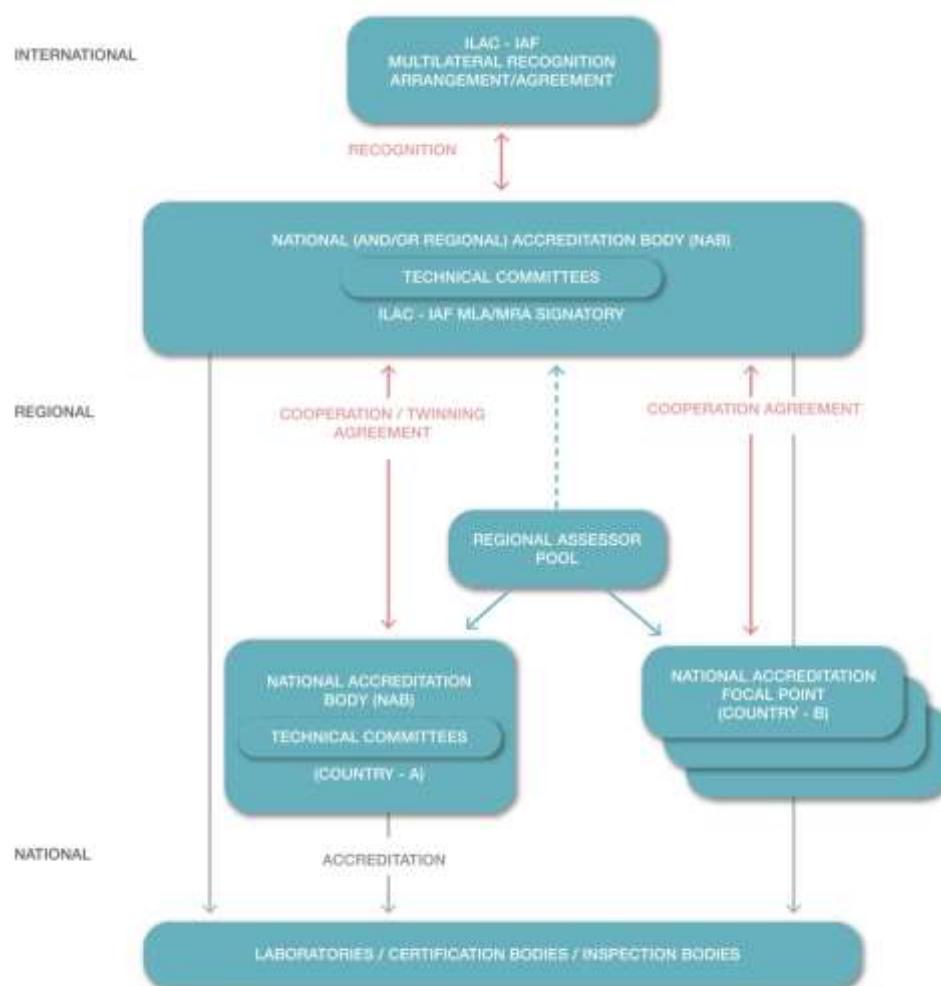 INTERNATIONAL
ILAC - IAF
MULTILATERAL RECOGNITION
ARRANGEMENT/AGREEMENT
RECOGNITION
NATIONAL (AND/OR REGIONAL) ACCREDITATION BODY (NAB)
TECHNICAL COMMITTEES
ILAC - IAF MLA/MRA SIGNATORY
REGIONAL
COOPERATION / TWINNING
AGREEMENT
COOPERATION AGREEMENT
REGIONAL ASSESSOR
POOL
NATIONAL ACCREDITATION
BODY (NAB)
TECHNICAL COMMITTEES
(COUNTRY - A)
NATIONAL ACCREDITATION
FOCAL POINT
(COUNTRY - B)
NATIONAL
ACCREDITATION
LABORATORIES / CERTIFICATION BODIES / INSPECTION BODIES